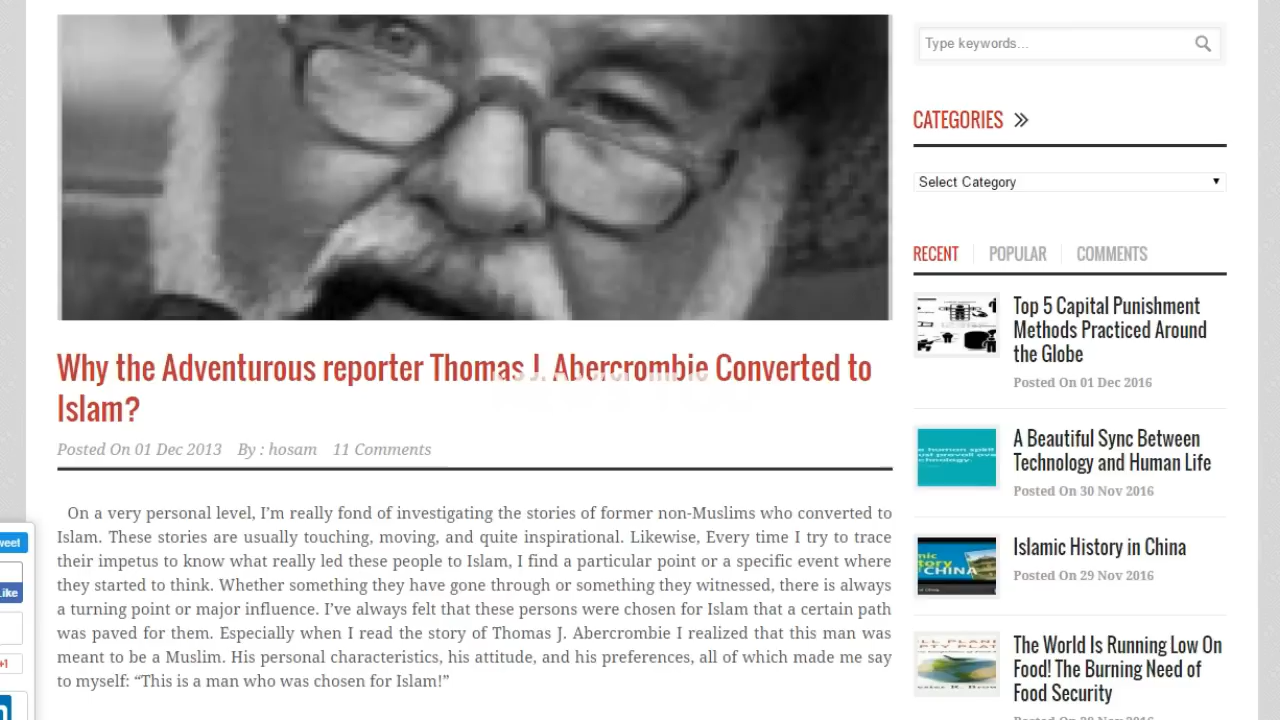 Type keywords...
CATEGORIES
Select Category
RECENT
POPULAR
COMMENTS
Top 5 Capital Punishment
Methods Practiced Around
the Globe
Posted On 01 Dec 2016
A Beautiful Sync Between
Technology and Human Life
Posted On 30 Nov 2016
Islamic History in China
Posted On 29 Nov 2016
CHINA
The World Is Running Low On
Food! The Burning Need of
Food Security
Why the Adventurous reporter Thomas J. Abercrombie Converted to
Islam?
Posted On 01 Dec 2013 By : hosam 11 Comments
On a very personal level, I'm really fond of investigating the stories of former non-Muslims who converted to
Islam. These stories are usually touching, moving, and quite inspirational. Likewise, Every time I try to trace
their impetus to know what really led these people to Islam, I find a particular point or a specific event where
they started to think. Whether something they have gone through or something they witnessed, there is always
a turning point or major influence. I've always felt that these persons were chosen for Islam that a certain path
was paved for them. Especially when I read the story of Thomas J. Abercrombie I realized that this man was
meant to be a Muslim. His personal characteristics, his attitude, and his preferences, all of which made me say
to myself: “This is a man who was chosen for Islam!”
weet
Like
+1